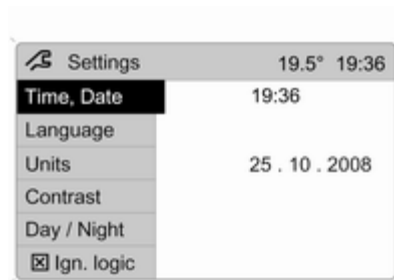 Settings 19.5° 19:36
Time, Date 19:36
Language
Units 25 . 10 . 2008
Contrast
Day / Night
Ign. logic